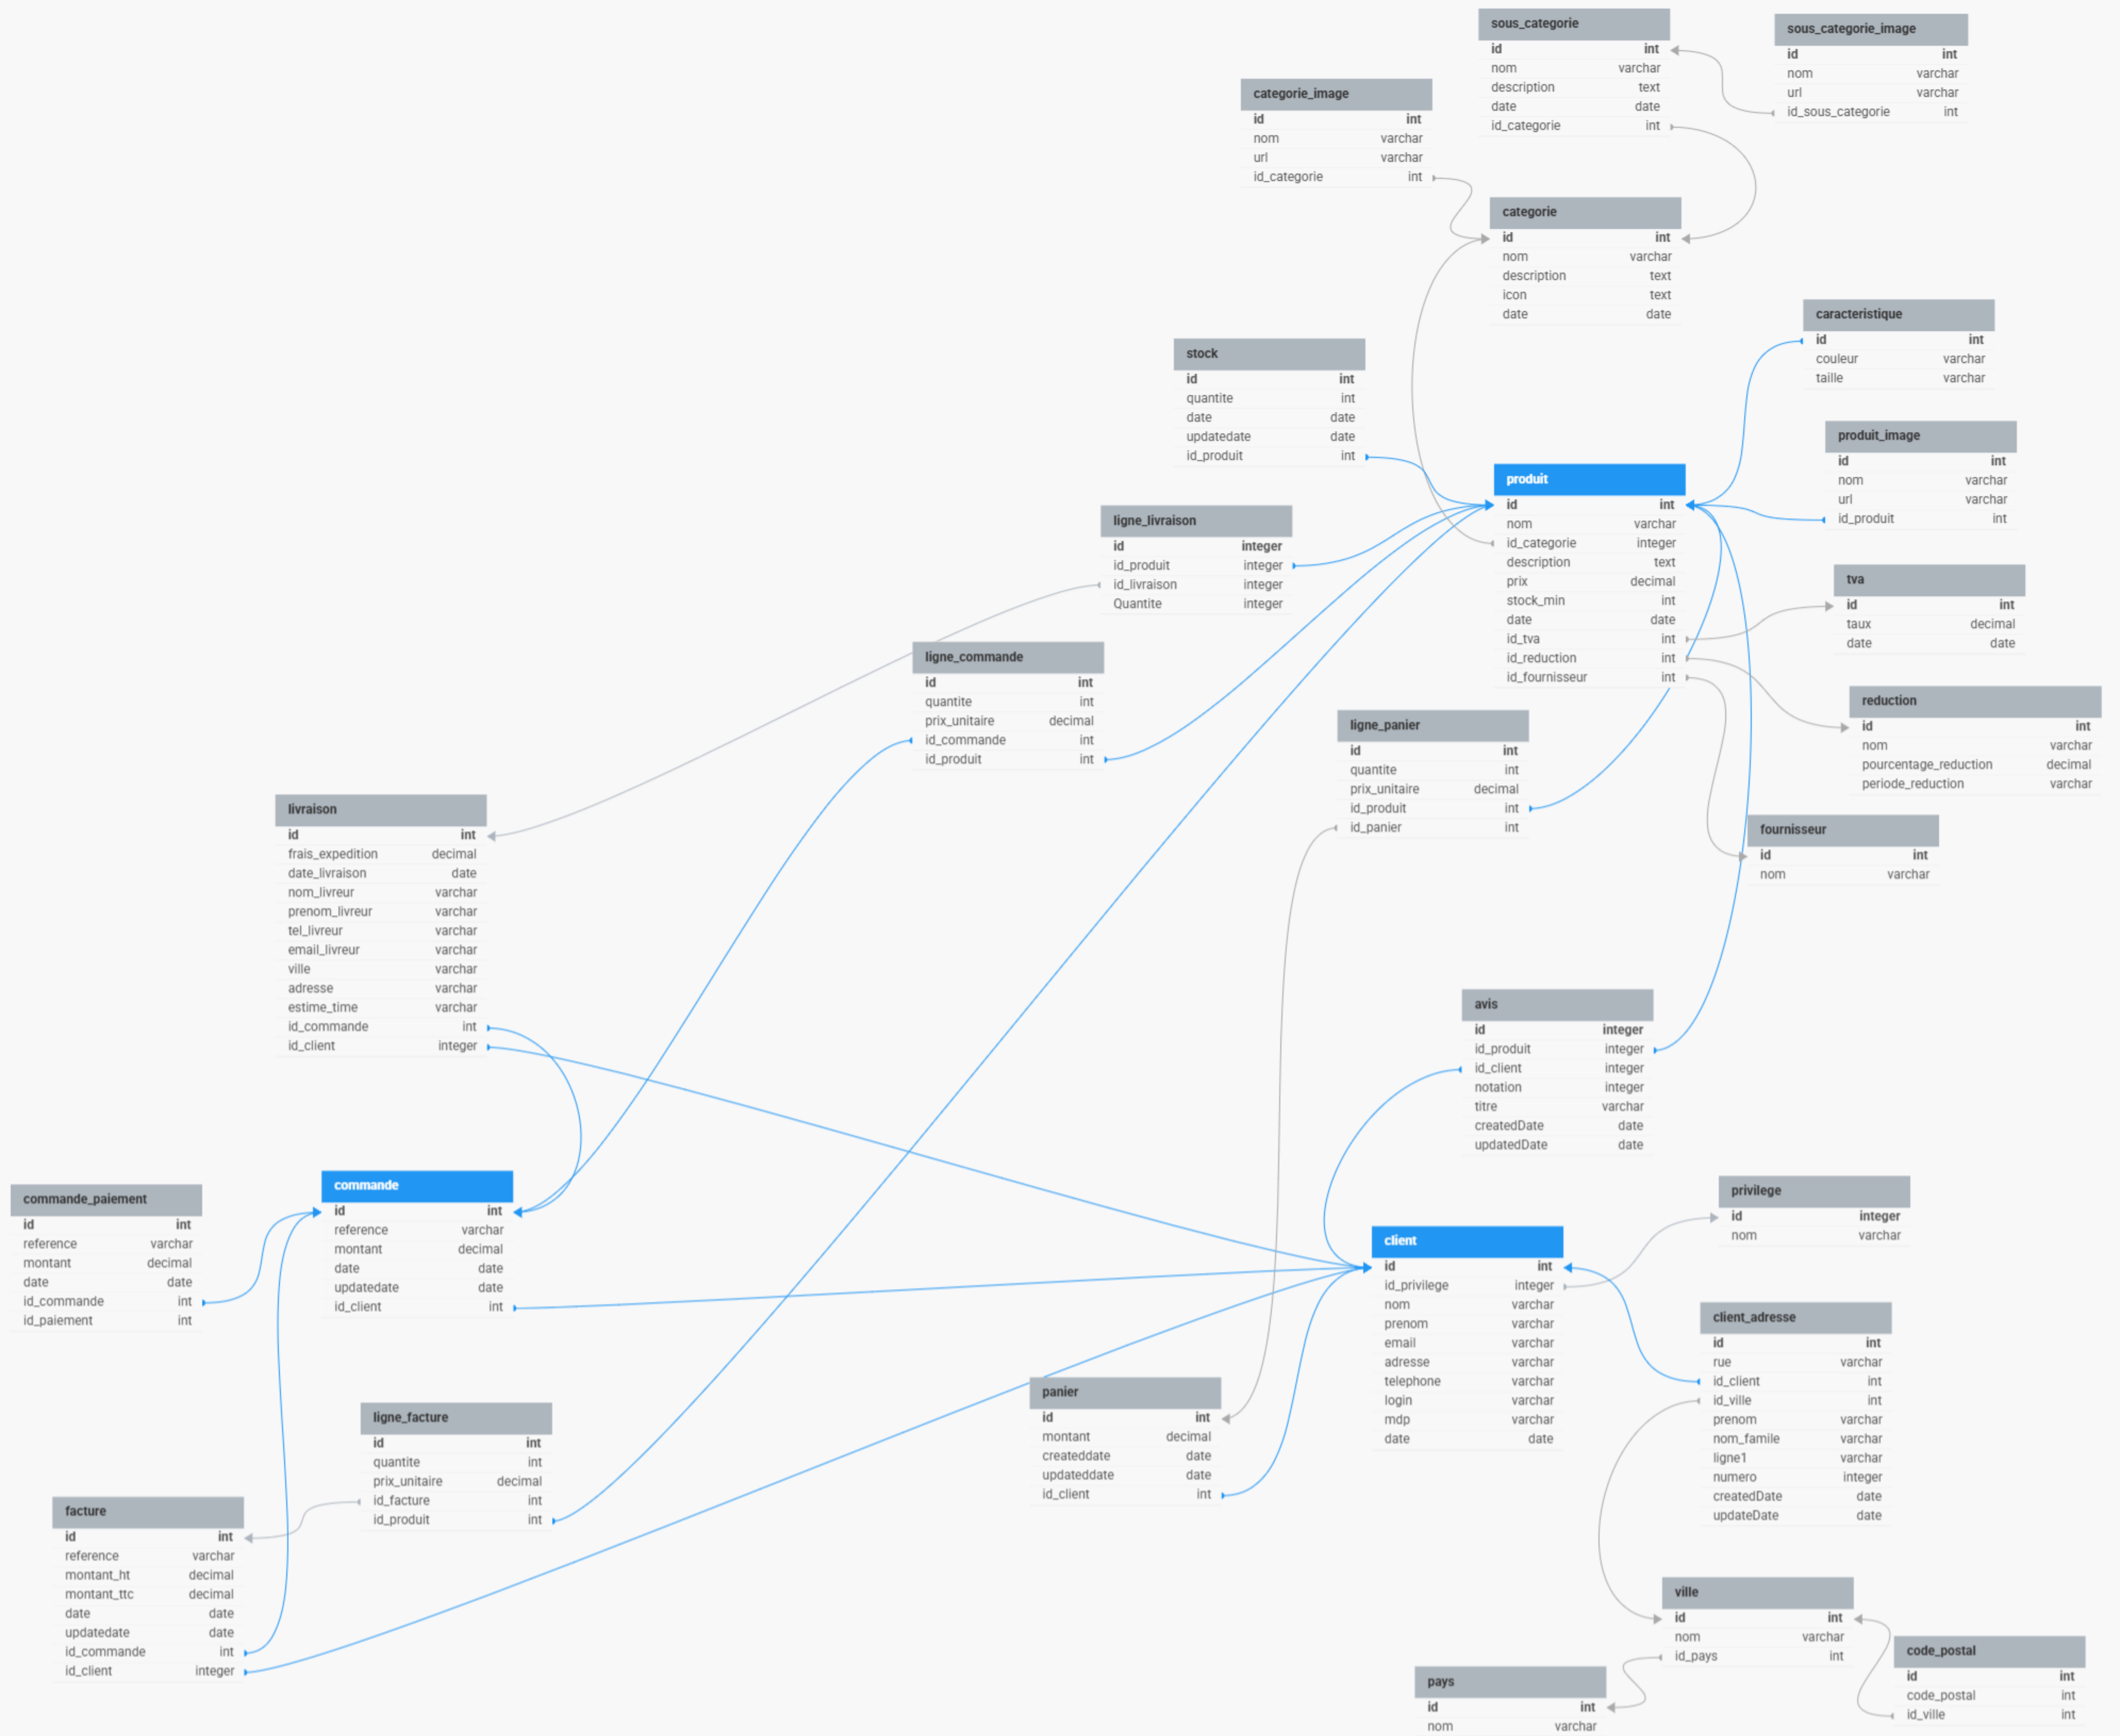 sous_categorie
id int
nom varchar
description text
date date
id_categorie int
sous_categorie_image
id int
nom varchar
url varchar
id_sous_categorie int
categorie_image
id int
nom varchar
url varchar
id_categorie int
categorie
id int
nom varchar
description text
icon text
date date
caracteristique
id int
couleur varchar
taille varchar
stock
id int
quantite int
date date
updatedate date
id_produit int
produit_image
id int
nom varchar
url varchar
id_produit int
produit
id int
nom varchar
id_categorie integer
description text
prix decimal
stock_min int
date date
id_tva int
id_reduction int
id_fournisseur int
ligne_livraison
id integer
id_produit integer
id_livraison integer
Quantite integer
tva
id int
taux decimal
date date
ligne_commande
id int
quantite int
prix_unitaire decimal
id_commande int
id_produit int
reduction
id int
nom varchar
pourcentage_reduction decimal
periode_reduction varchar
ligne_panier
id int
quantite int
prix_unitaire decimal
id_produit int
id_panier int
livraison
id int
frais_expedition decimal
date_livraison date
nom_livreur varchar
prenom_livreur varchar
tel_livreur varchar
email_livreur varchar
ville varchar
adresse varchar
estime_time varchar
id_commande int
id_client integer
fournisseur
id int
nom varchar
avis
id integer
id_produit integer
id_client integer
notation integer
titre varchar
createdDate date
updatedDate date
commande_paiement
id int
reference varchar
montant decimal
date date
id_commande int
id_paiement int
commande
id int
reference varchar
montant decimal
date date
updatedate date
id_client int
privilege
id integer
nom varchar
client
id int
id_privilege integer
nom varchar
prenom varchar
email varchar
adresse varchar
telephone varchar
login varchar
mdp varchar
date date
client_adresse
id int
rue varchar
id_client int
id_ville int
prenom varchar
nom_famile varchar
ligne1 varchar
numero integer
createdDate date
updateDate date
panier
id int
montant decimal
createddate date
updateddate date
id_client int
ligne_facture
id int
quantite int
prix_unitaire decimal
id_facture int
id_produit int
facture
id int
reference varchar
montant_ht decimal
montant_ttc decimal
date date
updatedate date
id_commande int
id_client integer
ville
id int
nom varchar
id_pays int
code_postal
id int
code_postal int
id_ville int
pays
id int
nom varchar